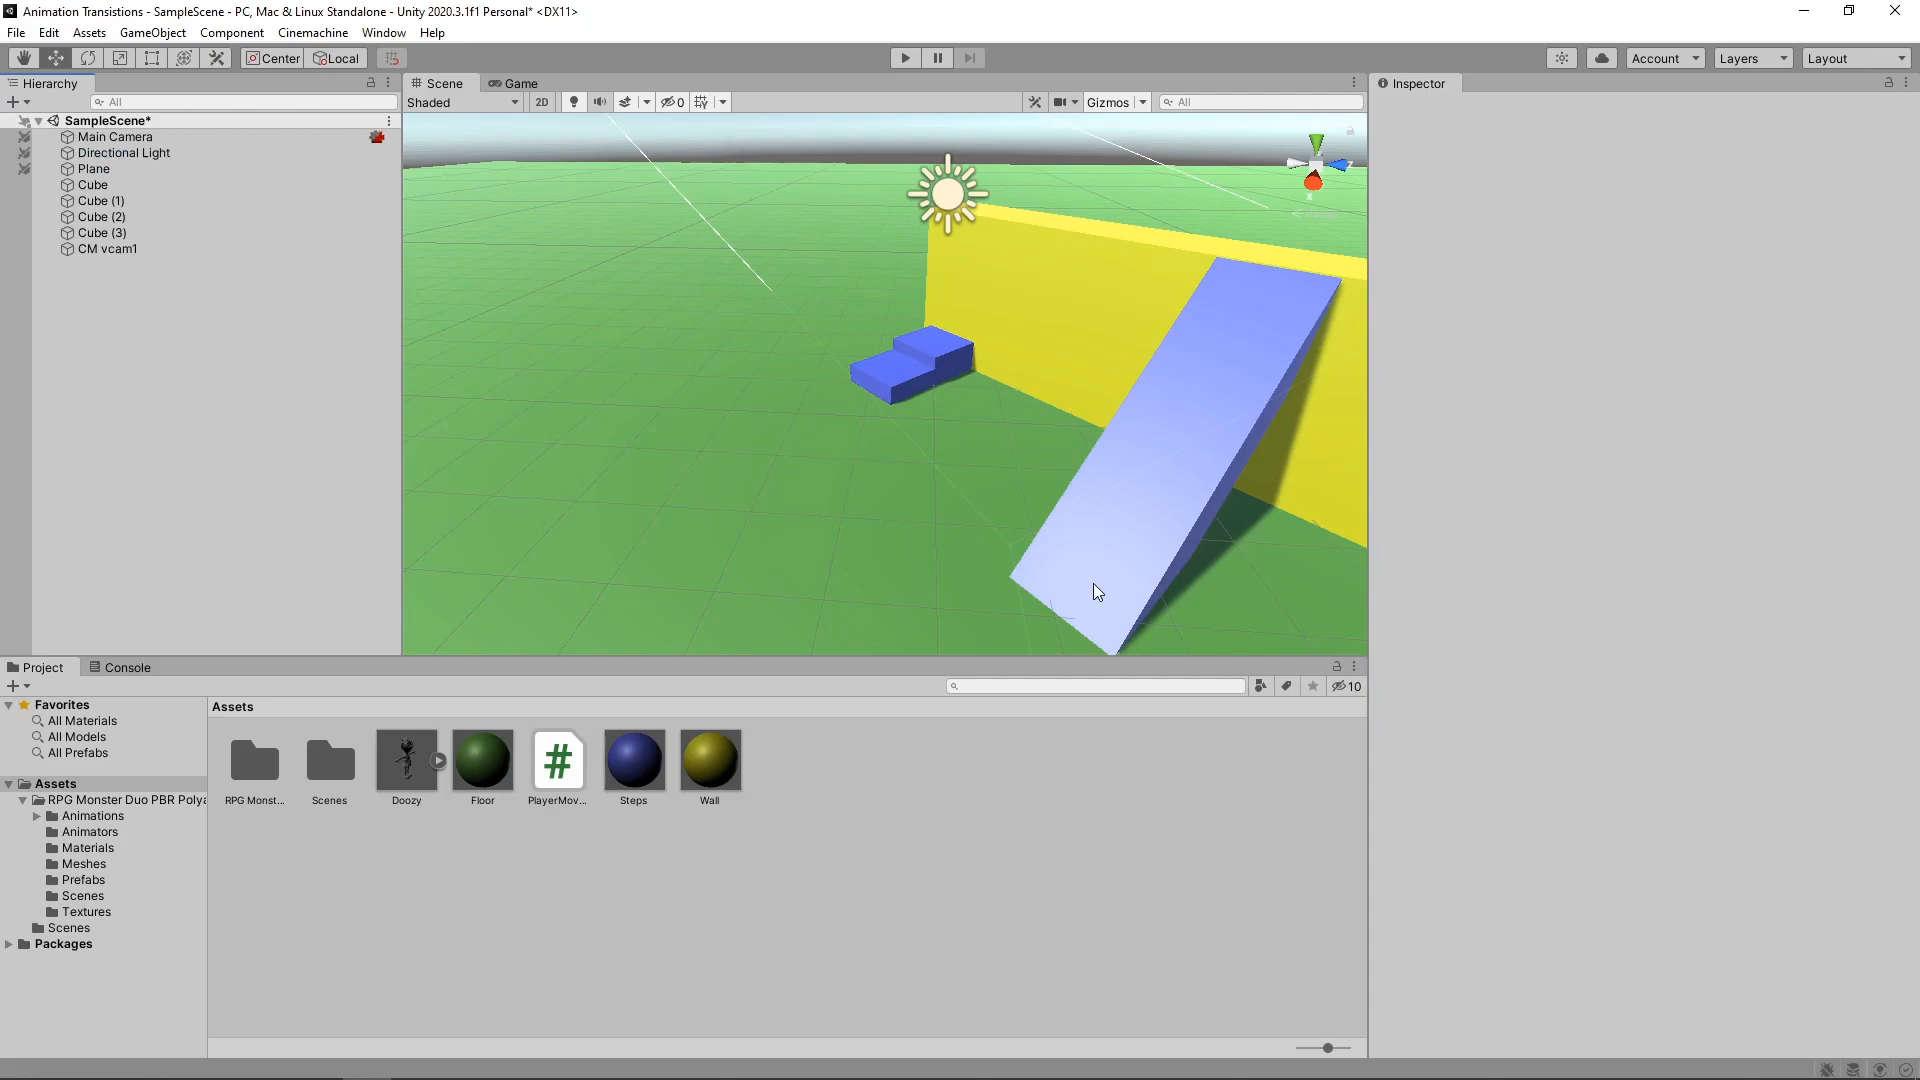 Animation Transistions - SampleScene - PC, Mac & Linux Standalone - Unity 2020.3.1f1 Personal* <DX11>
File Edit Assets GameObject Component Cinemachine Window Help
Center Local Account Layers Layout
Hierarchy
All
SampleScene*
Main Camera
Directional Light
Plane
Cube
Cube (1)
Cube (2)
Cube (3)
CM vcam1
Scene Game
Shaded 2D 0 Gizmos All
z
x
Inspector
Project Console
10
Favorites
All Materials
All Models
All Prefabs
Assets
RPG Monster Duo PBR Polya
Animations
Animators
Materials
Meshes
Prefabs
Scenes
Textures
Scenes
Packages
Assets
RPG Monst... Scenes Doozy Floor PlayerMov... Steps Wall